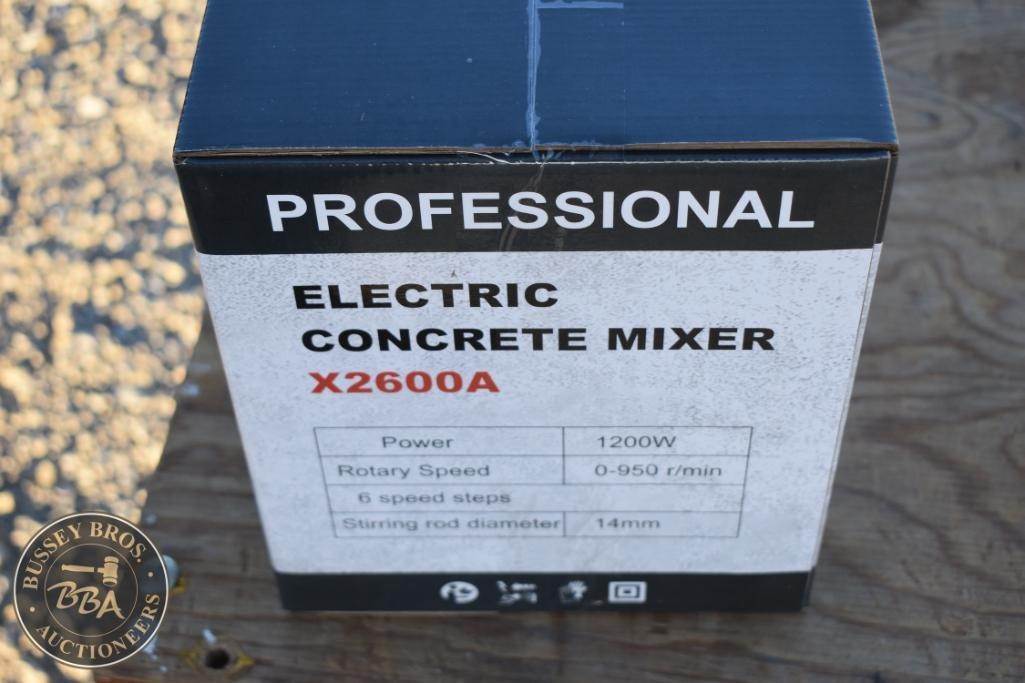 PROFESSIONAL
ELECTRIC
CONCRETE MIXER
X2600A
Power 1200W
Rotary Speed 0-950 r/min
6 speed steps
Stirring rod diameter 14mm
BUSSEY BROS.
BBA
AUCTIONEERS